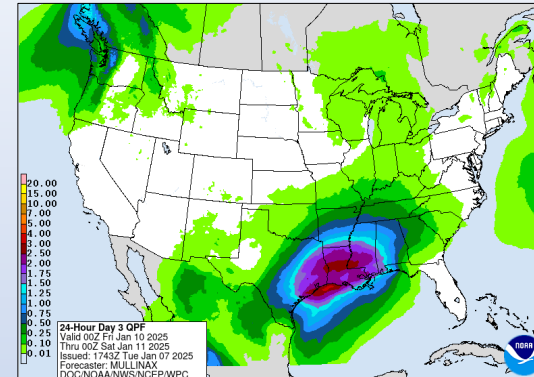 20.00
15.00
10.00
7.00
5.00
4.00
3.00
2.50
2.00
1.75
1.50
1.25
1.00
0.75
0.50
0.25
0.10
0.01
24-Hour Day 3 QPF
Valid 00Z Fri Jan 10 2025
Thru 00Z Sat Jan 11 2025
Issued: 1743Z Tue Jan 07 2025
Forecaster: MULLINAX
DOC/NOAA/NWS/NCEP/WPC
NOAA